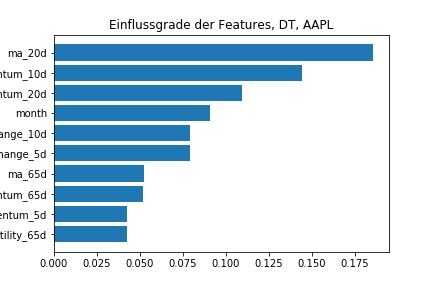 Einflussgrade der Features, DT, AAPL
ma_20d
ntum_10d
ntum_20d
month
ange_10d
hange_5d
ma_65d
ntum_65d
entum_5d
tility_65d
0.000 0.025 0.050 0.075 0.100 0.125 0.150 0.175